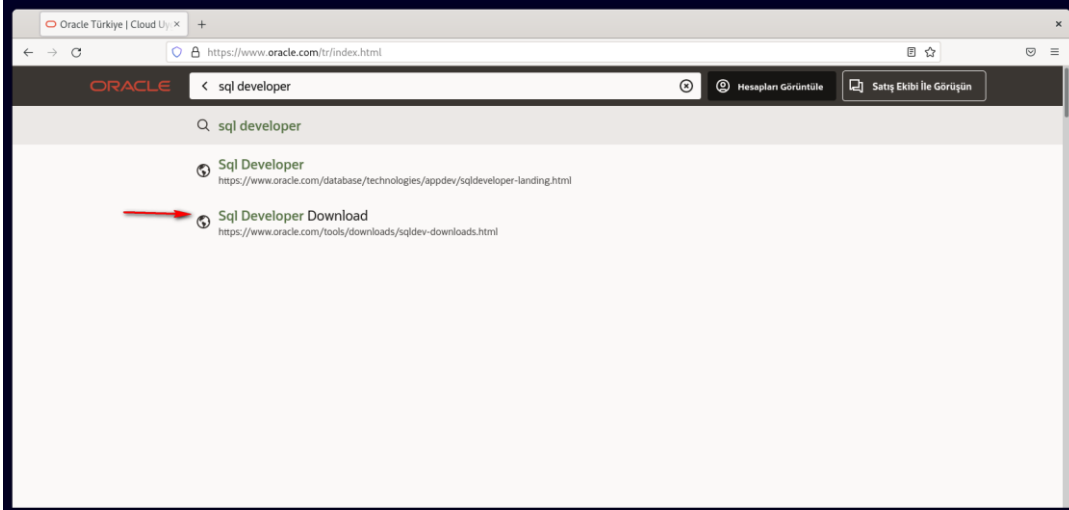 Oracle Türkiye | Cloud Uy
https://www.oracle.com/tr/index.html
ORACLE
sql developer
Hesapları Görüntüle
Satış Ekibi İle Görüşün
sql developer
Sql Developer
https://www.oracle.com/database/technologies/appdev/sqldeveloper-landing.html
Sql Developer Download
https://www.oracle.com/tools/downloads/sqldev-downloads.html